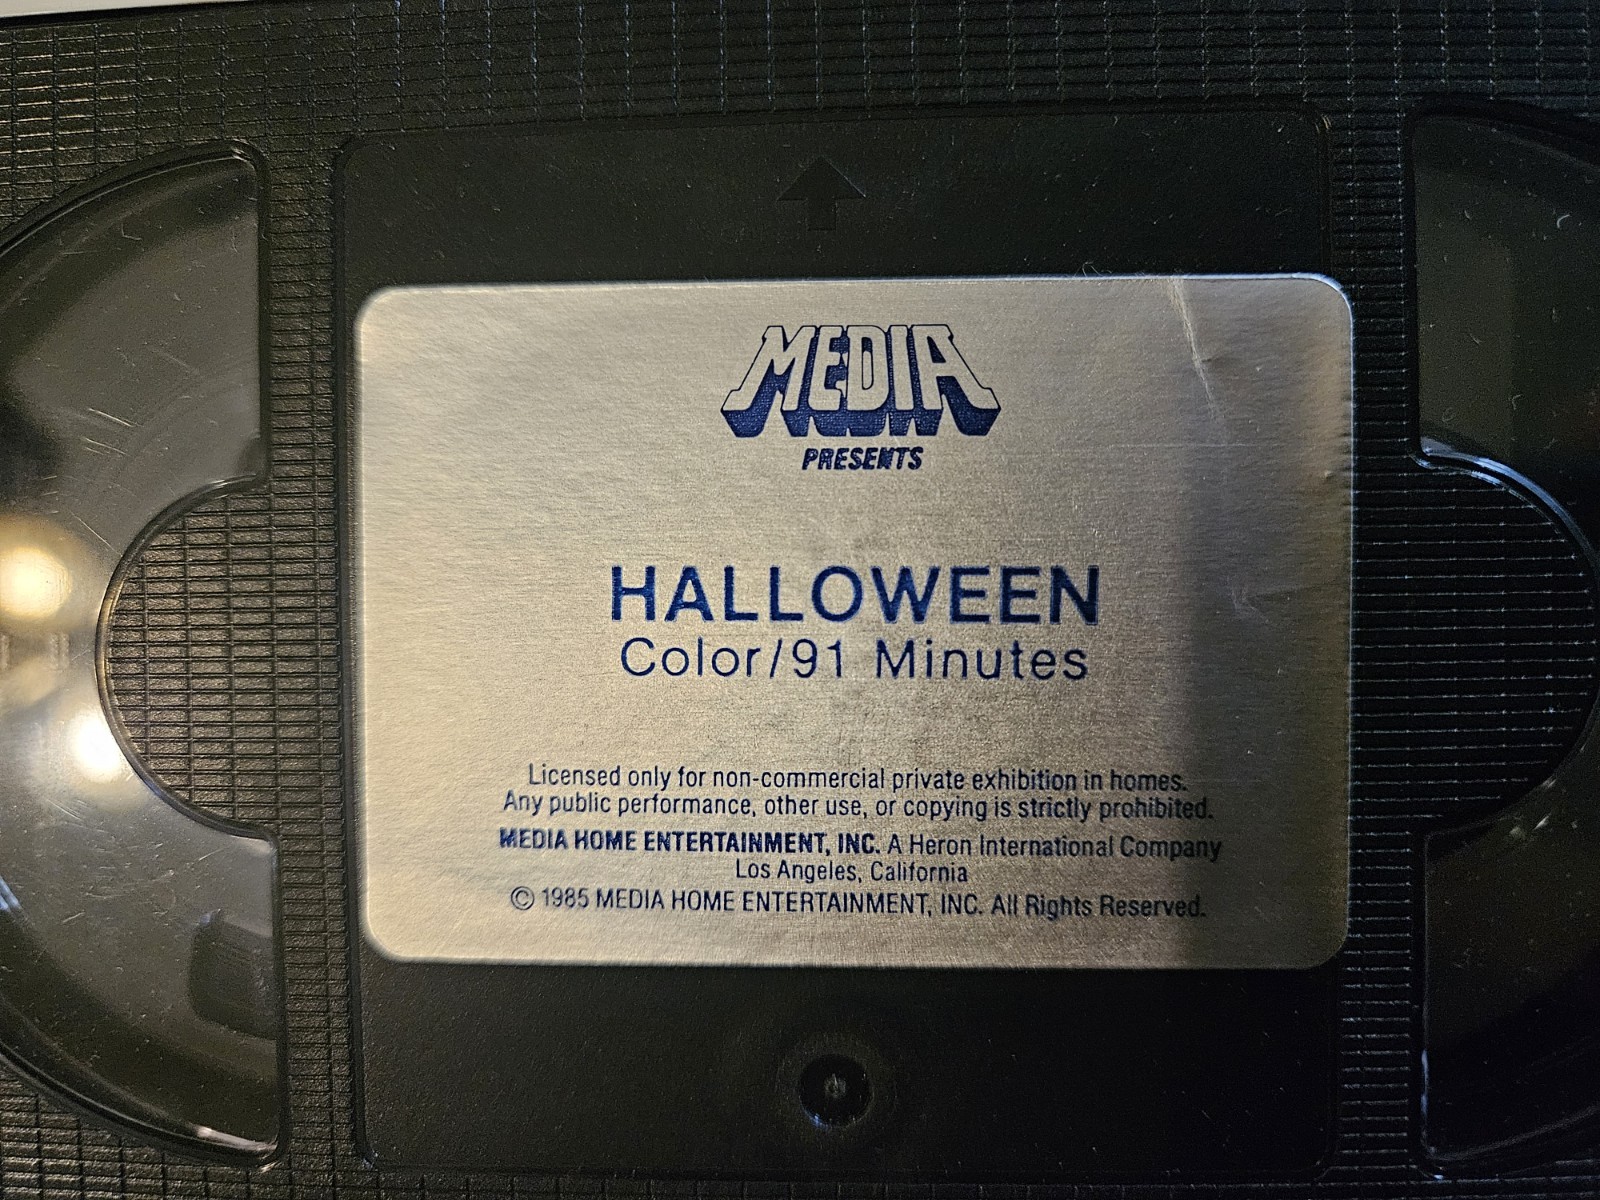 MEDIA
PRESENTS
HALLOWEEN
Color/91 Minutes
Licensed only for non-commercial private exhibition in homes.
Any public performance, other use, or copying is strictly prohibited.
MEDIA HOME ENTERTAINMENT, INC. A Heron International Company
Los Angeles, California
© 1985 MEDIA HOME ENTERTAINMENT, INC. All Rights Reserved.